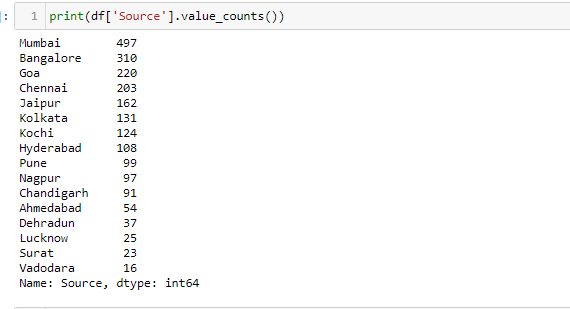 ]: 1 print(df['Source'].value_counts())
Mumbai 497
Bangalore 310
Goa 220
Chennai 203
Jaipur 162
Kolkata 131
Kochi 124
Hyderabad 108
Pune 99
Nagpur 97
Chandigarh 91
Ahmedabad 54
Dehradun 37
Lucknow 25
Surat 23
Vadodara 16
Name: Source, dtype: int64